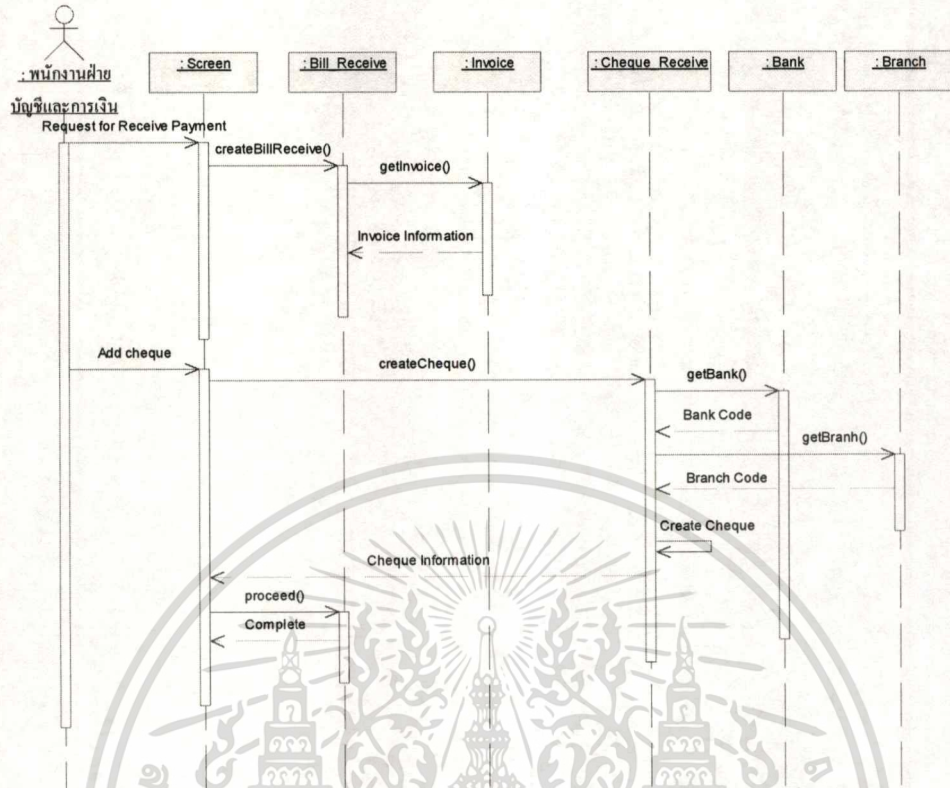 : พนักงานฝ่าย
บัญชีและการเงิน
: Screen
: Bill_Receive
: Invoice
: Cheque_Receive
: Bank
: Branch
Request for Receive Payment
createBillReceive()
getInvoice()
Invoice Information
Add cheque
createCheque()
getBank()
Bank Code
getBranh()
Branch Code
Create Cheque
Cheque Information
proceed()
Complete